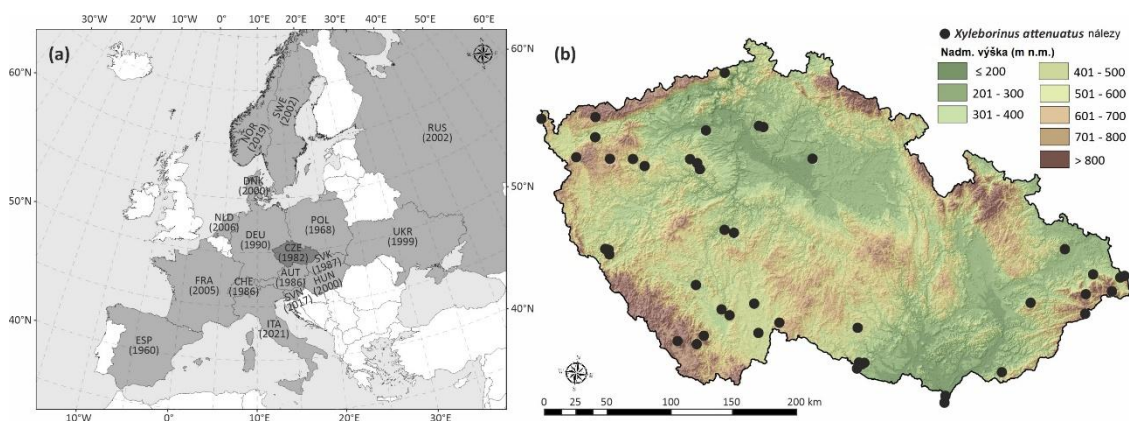 30°W 20°W 10°W 0° 10°E 20°E 30°E 40°E 50°E 60°E
(a)
60°N
50°N
40°N
60°N
50°N
40°N
NOR
(2019)
SWE
(2002)
RUS
(2002)
DNK
(2000)
NLD
(2006)
DEU
(1990)
POL
(1968)
UKR
(1999)
CZE
(1982)
SVK
(1987)
FRA
(2005)
CHE
(1986)
AUT
(1986)
HUN
(2000)
SVN
(2017)
ITA
(2021)
ESP
(1960)
10°W 0° 10°E 20°E 30°E
(b)
Xyleborinus attenuatus nálezy
Nadm. výška (m n.m.)
≤ 200
201 - 300
301 - 400
401 - 500
501 - 600
601 - 700
701 - 800
> 800
0 50 100 150 200 km